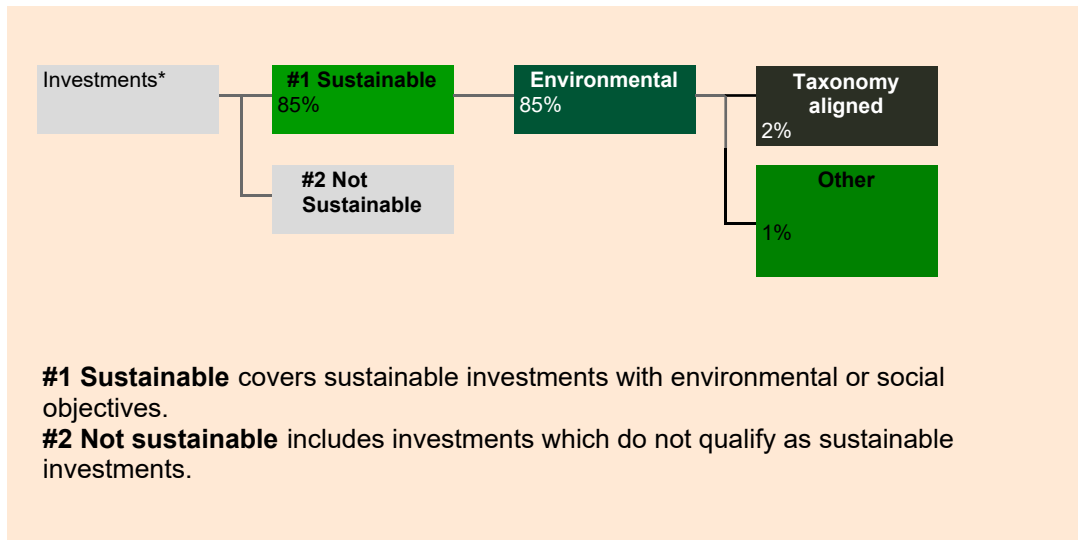 Investments*
#1 Sustainable
85%
Environmental
85%
Taxonomy
aligned
2%
#2 Not
Sustainable
Other
1%
#1 Sustainable covers sustainable investments with environmental or social
objectives.
#2 Not sustainable includes investments which do not qualify as sustainable
investments.